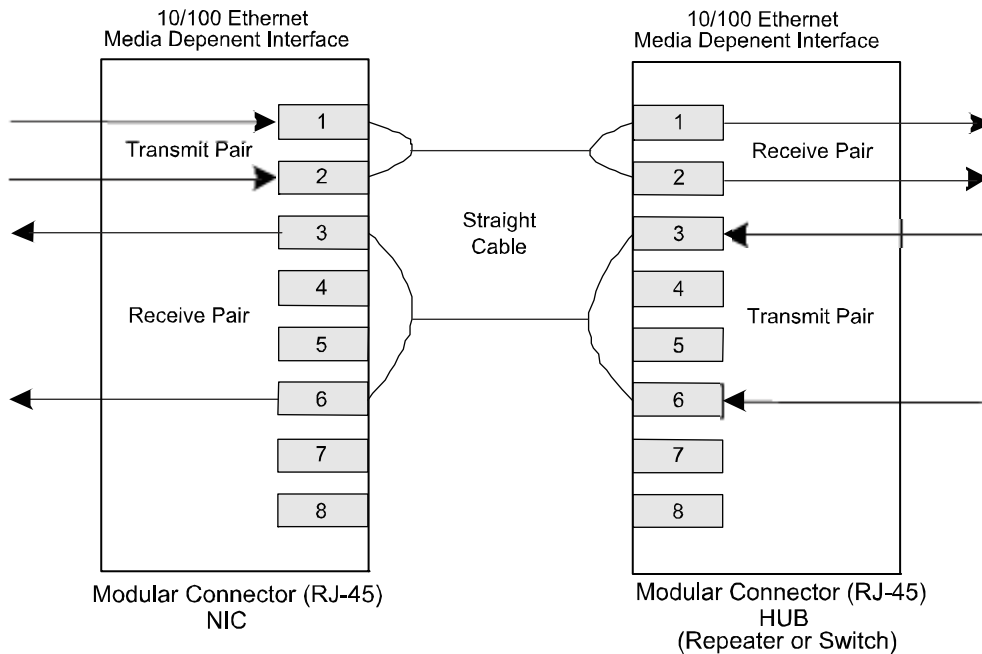 10/100 Ethernet
Media Depenent Interface
10/100 Ethernet
Media Depenent Interface
1
Transmit Pair
2
3
4
Receive Pair
5
6
7
8
Straight
Cable
1
Receive Pair
2
3
4
Transmit Pair
5
6
7
8
Modular Connector (RJ-45)
NIC
Modular Connector (RJ-45)
HUB
(Repeater or Switch)